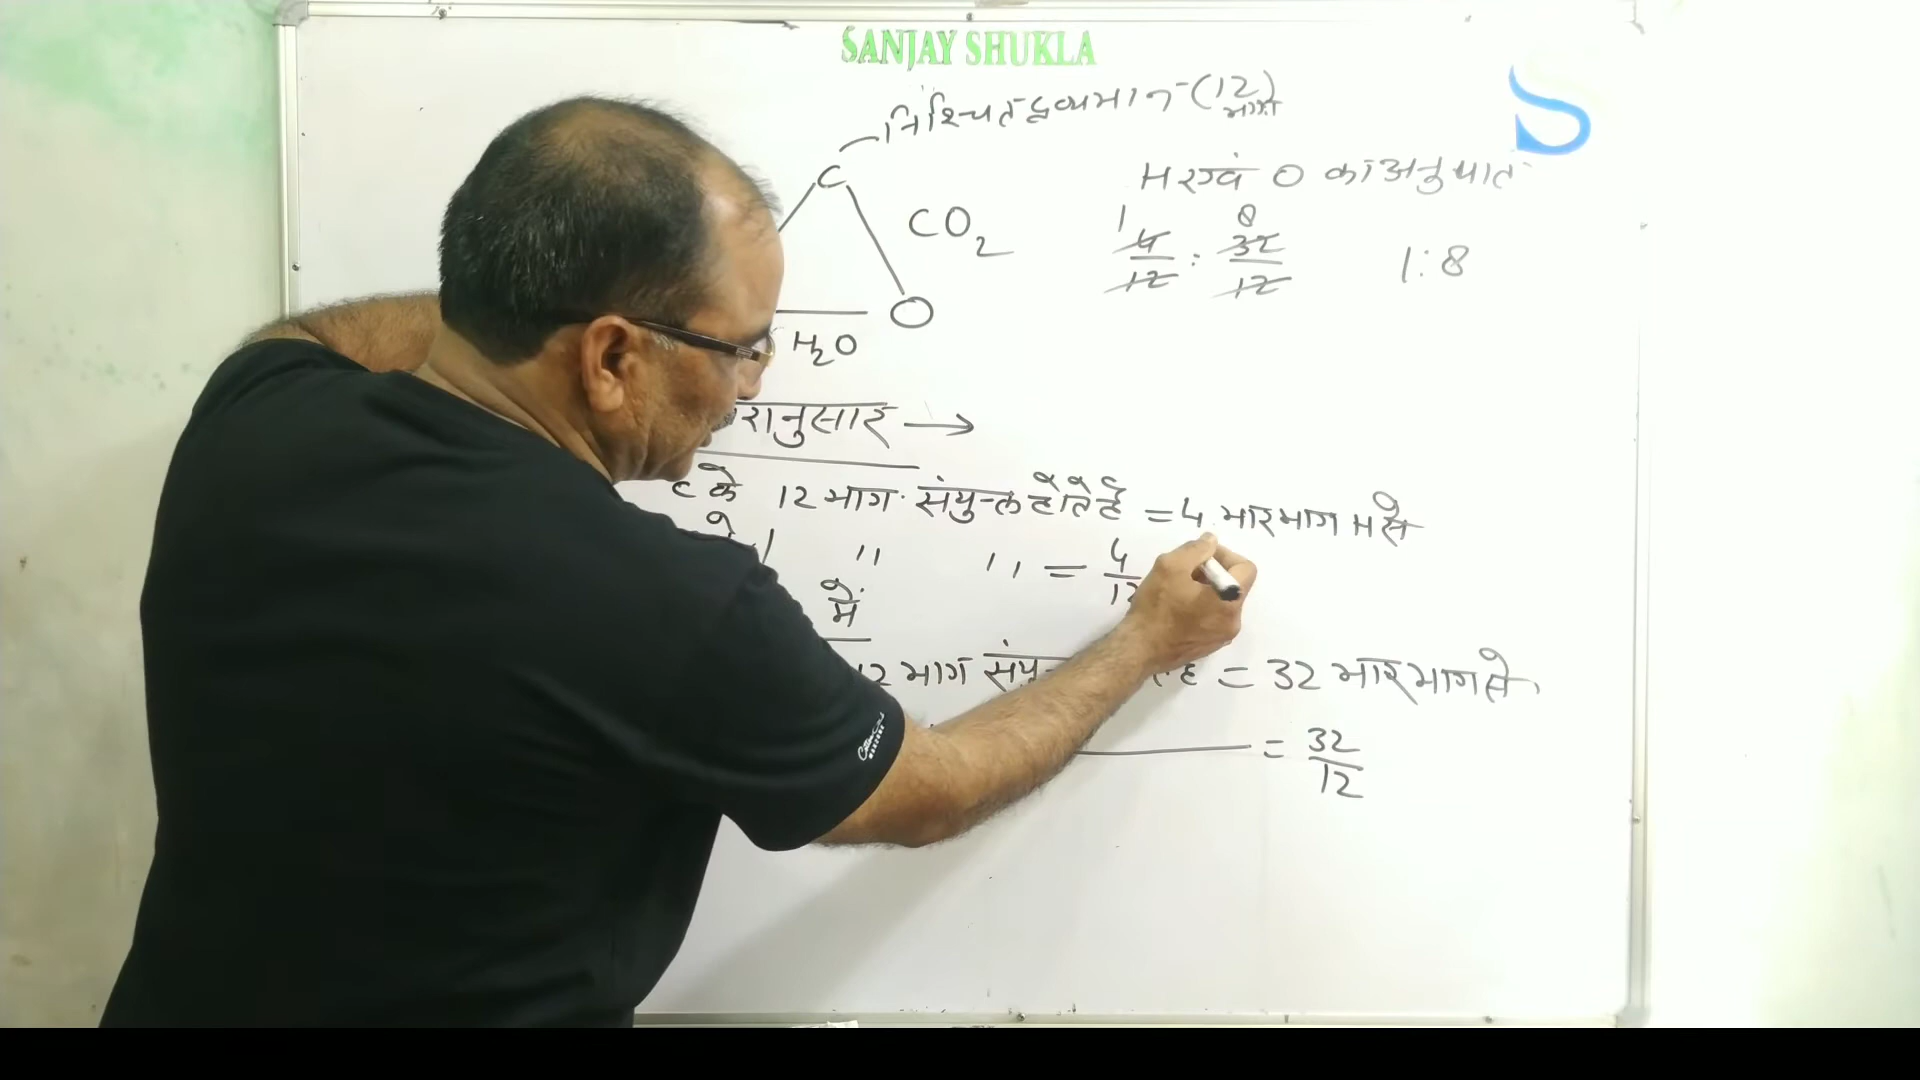 SANJAY SHUKLA
S
निश्चित द्रव्यमान-(12)
भाग
C
H एवं O का अनुपात
CO2
1 8
4/12 : 32/12 1:8
O
H2O
रानुसार →
C के 12 भाग संयुक्त होते हैं = 4 भार भाग H से
के 1 " " = 4/12
में
12 भाग = 32 भार भाग से
= 32/12